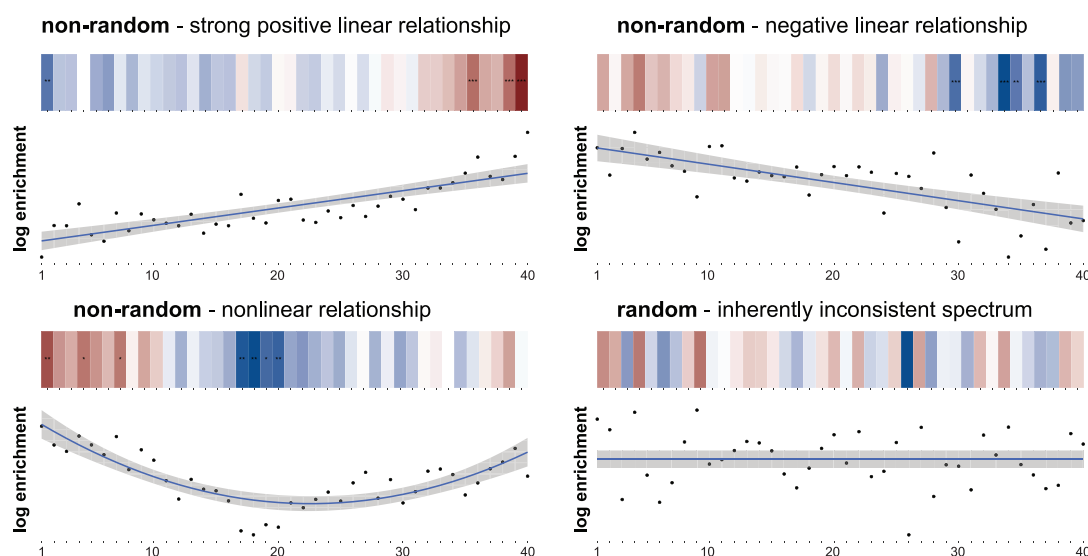 non-random - strong positive linear relationship
** *** *** ***
log enrichment
1 10 20 30 40
non-random - negative linear relationship
*** *** ** ***
log enrichment
1 10 20 30 40
non-random - nonlinear relationship
** * * ** ** * **
log enrichment
1 10 20 30 40
random - inherently inconsistent spectrum
log enrichment
1 10 20 30 40